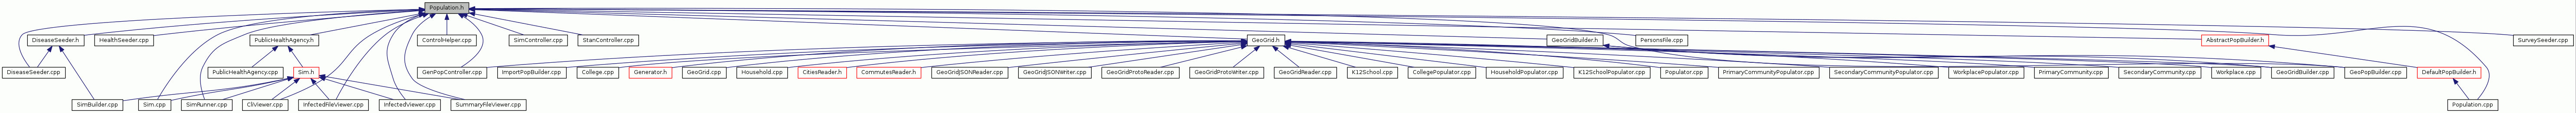 Population.h
DiseaseSeeder.h
HealthSeeder.cpp
PublicHealthAgency.h
ControlHelper.cpp
SimController.cpp
StanController.cpp
GeoGrid.h
GeoGridBuilder.h
PersonsFile.cpp
AbstractPopBuilder.h
SurveySeeder.cpp
DiseaseSeeder.cpp
PublicHealthAgency.cpp
Sim.h
GenPopController.cpp
ImportPopBuilder.cpp
College.cpp
Generator.h
GeoGrid.cpp
Household.cpp
CitiesReader.h
CommutesReader.h
GeoGridJSONReader.cpp
GeoGridJSONWriter.cpp
GeoGridProtoReader.cpp
GeoGridProtoWriter.cpp
GeoGridReader.cpp
K12School.cpp
CollegePopulator.cpp
HouseholdPopulator.cpp
K12SchoolPopulator.cpp
Populator.cpp
PrimaryCommunityPopulator.cpp
SecondaryCommunityPopulator.cpp
WorkplacePopulator.cpp
PrimaryCommunity.cpp
SecondaryCommunity.cpp
Workplace.cpp
GeoGridBuilder.cpp
GeoPopBuilder.cpp
DefaultPopBuilder.h
SimBuilder.cpp
Sim.cpp
SimRunner.cpp
CliViewer.cpp
InfectedFileViewer.cpp
InfectedViewer.cpp
SummaryFileViewer.cpp
Population.cpp